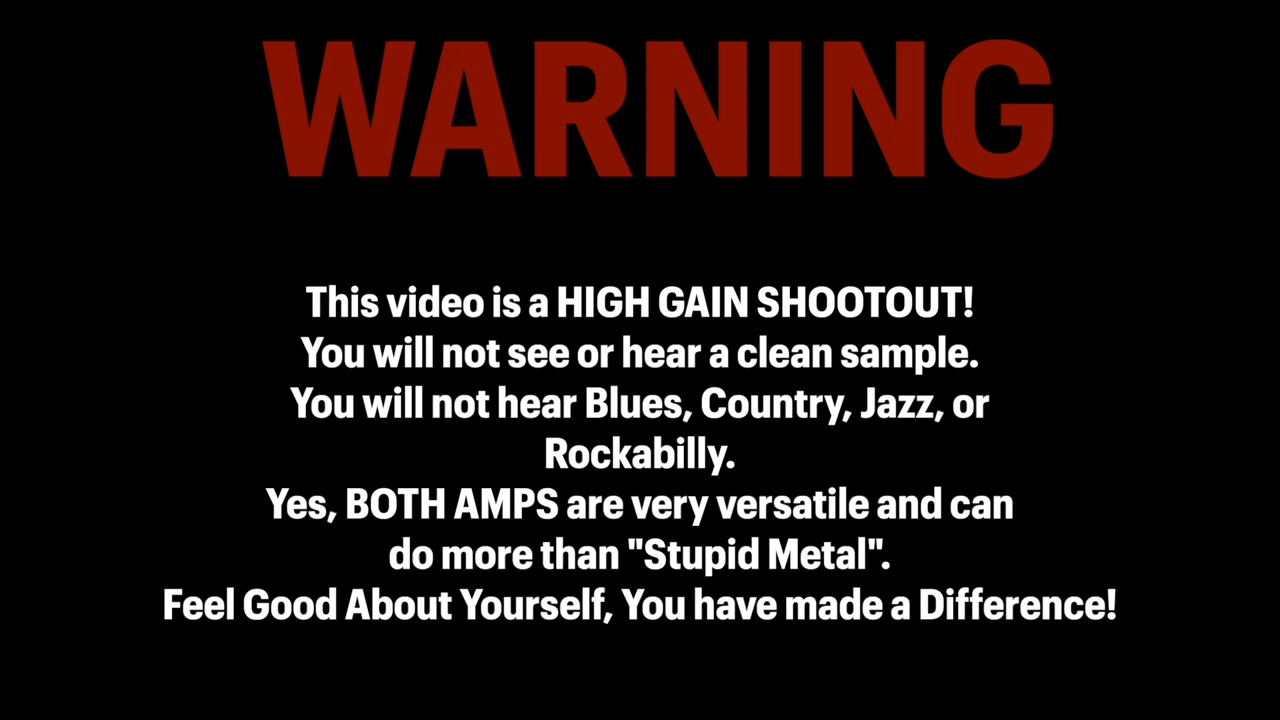 WARNING
This video is a HIGH GAIN SHOOTOUT!
You will not see or hear a clean sample.
You will not hear Blues, Country, Jazz, or
Rockabilly.
Yes, BOTH AMPS are very versatile and can
do more than "Stupid Metal".
Feel Good About Yourself, You have made a Difference!